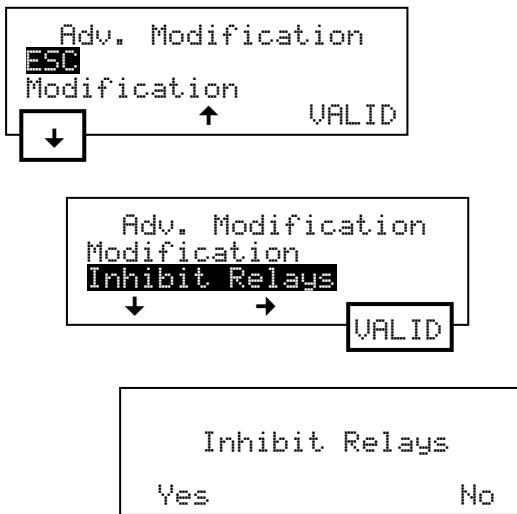 Adv. Modification
ESC
Modification
↓ ↑ VALID
Adv. Modification
Modification
Inhibit Relays
↓ → VALID
Inhibit Relays
Yes No